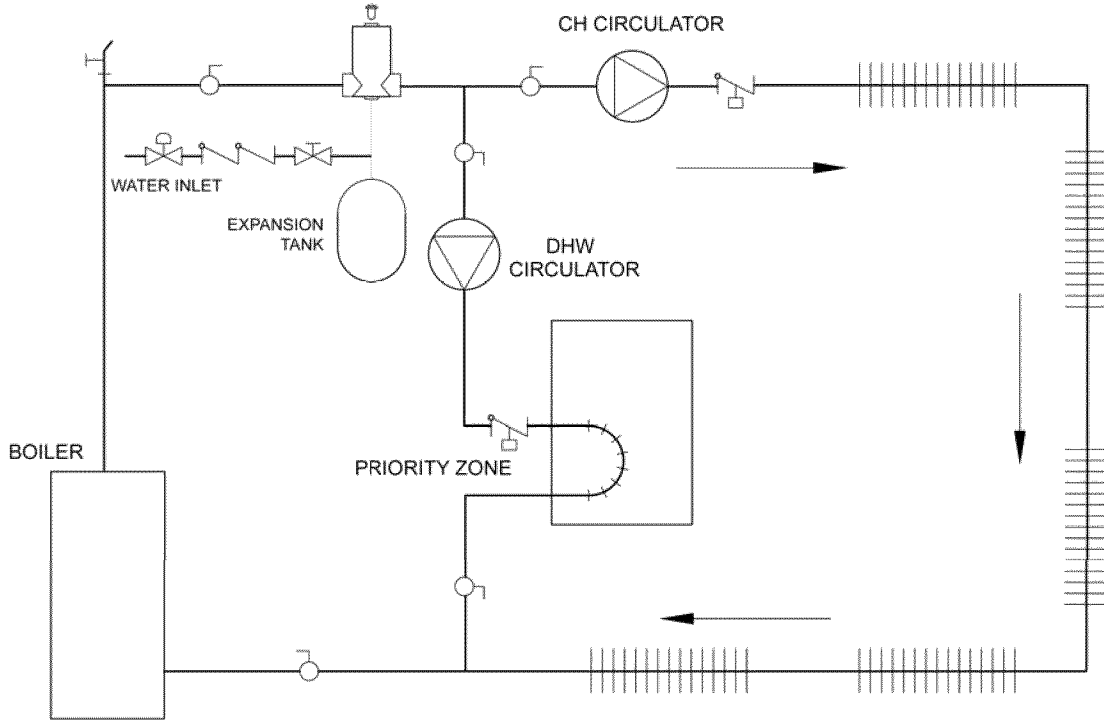 CH CIRCULATOR
WATER INLET
EXPANSION
TANK
DHW
CIRCULATOR
BOILER
PRIORITY ZONE